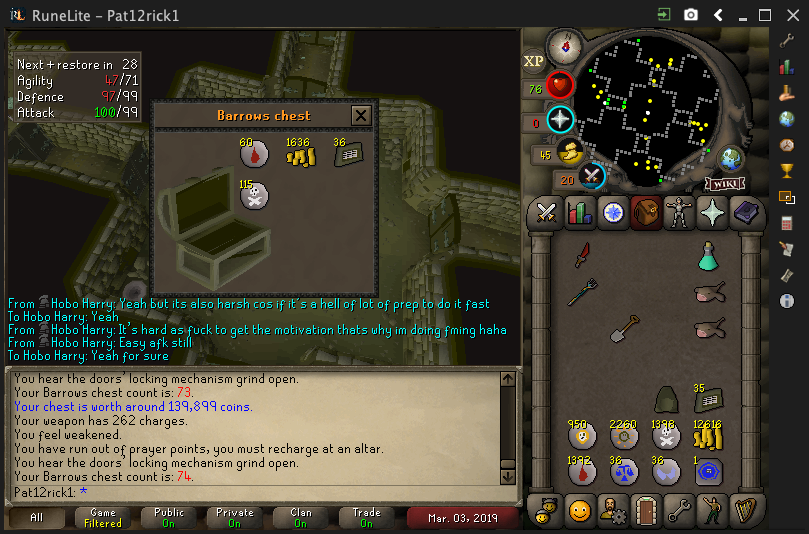 RuneLite - Pat12rick1
Next + restore in 28
Agility 47/71
Defence 97/99
Attack 100/99
Barrows chest
60
1636
36
115
XP
76
0
45
20
WIKI
From Hobo Harry: Yeah but its also harsh cos if it's a hell of lot of prep to do it fast
To Hobo Harry: Yeah
From Hobo Harry: It's hard as fuck to get the motivation thats why im doing fming haha
From Hobo Harry: Easy afk still
To Hobo Harry: Yeah for sure
You hear the doors' locking mechanism grind open.
Your Barrows chest count is: 73.
Your chest is worth around 139,899 coins.
Your weapon has 262 charges.
You feel weakened.
You have run out of prayer points, you must recharge at an altar.
You hear the doors' locking mechanism grind open.
Your Barrows chest count is: 74.
Pat12rick1: *
35
950
2260
1398
12616
1392
36
36
1
All
Game
Filtered
Public
On
Private
On
Clan
On
Trade
On
Mar. 03, 2019